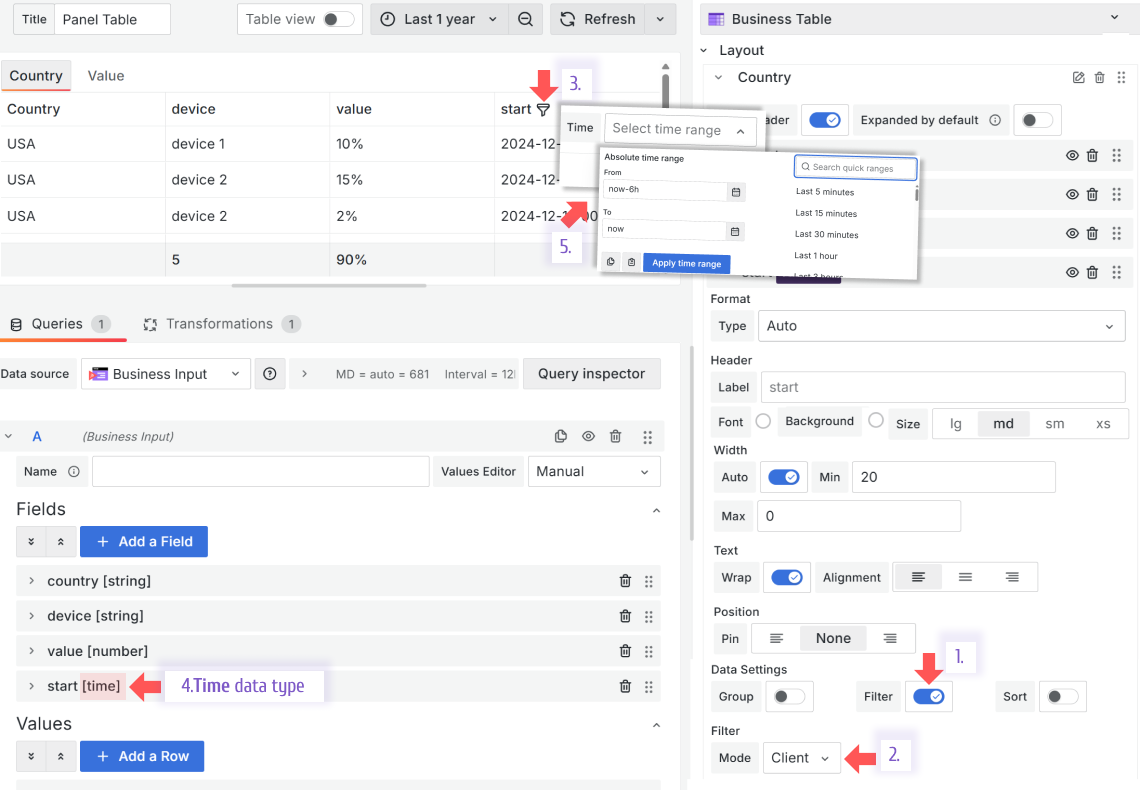 Title Panel Table
Table view
Last 1 year
Refresh
Business Table
Layout
Country
Expanded by default
Country Value
3.
Country device value start
USA device 1 10% 2024-12-
USA device 2 15% 2024-12-
USA device 2 2% 2024-12-
5 90%
Time Select time range
Absolute time range
From
now-6h
To
now
Apply time range
Search quick ranges
Last 5 minutes
Last 15 minutes
Last 30 minutes
Last 1 hour
Last 3 hours
5.
Queries 1
Transformations 1
Data source Business Input
MD = auto = 681 Interval = 12
Query inspector
A (Business Input)
Name
Values Editor Manual
Fields
+ Add a Field
country [string]
device [string]
value [number]
start [time]
4.Time data type
Values
+ Add a Row
Format
Type Auto
Header
Label start
Font Background Size lg md sm xs
Width
Auto Min 20
Max 0
Text
Wrap Alignment
Position
Pin None
1.
Data Settings
Group Filter Sort
Filter
Mode Client
2.